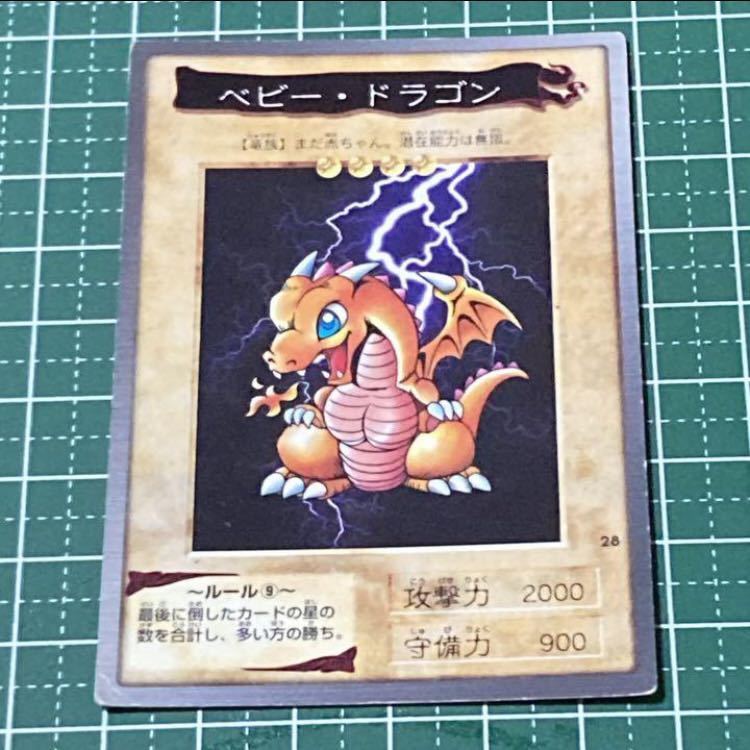 ベビー・ドラゴン
【竜族】まだ赤ちゃん。潜在能力は無限。
28
～ルール⑨～
最後に倒したカードの星の
数を合計し、多い方の勝ち。
攻撃力 2000
守備力 900